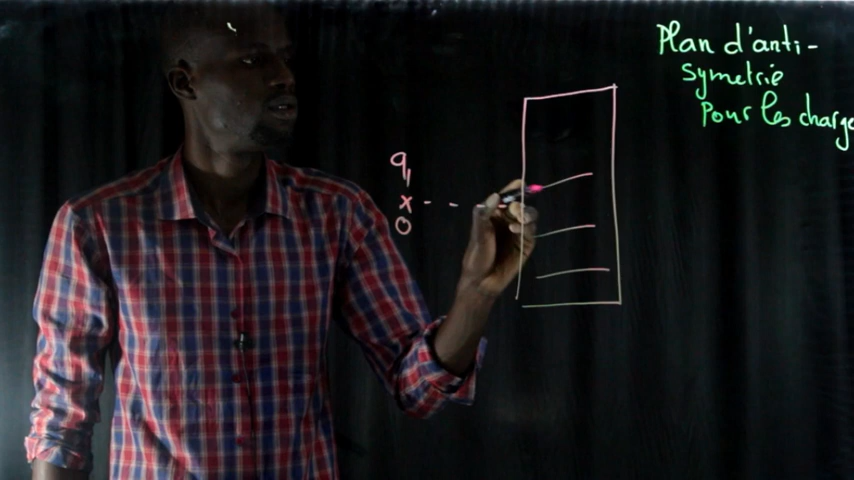 Plan d'anti-
symetrie
Pour les charge
q1
x
O